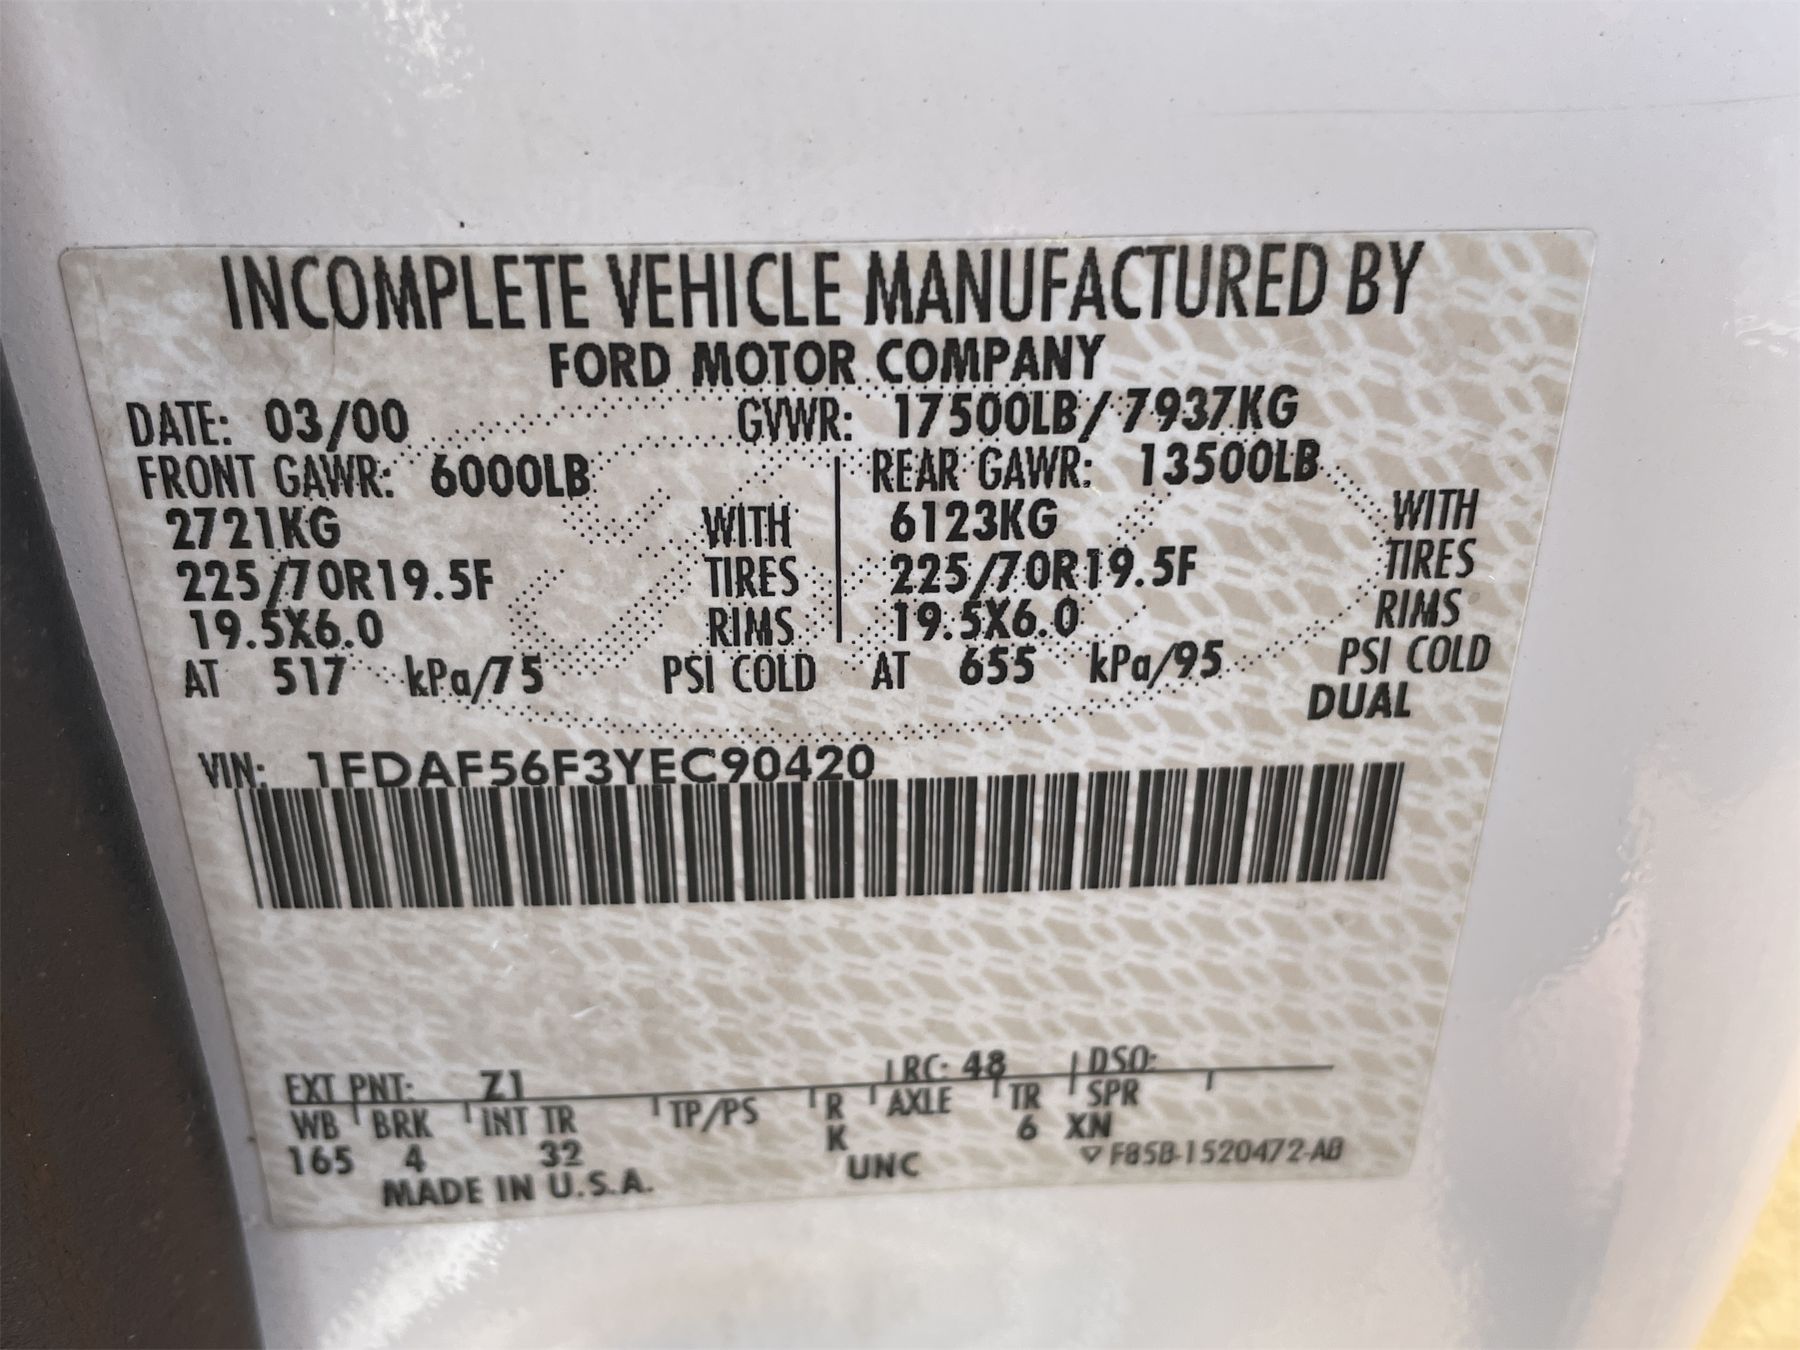 INCOMPLETE VEHICLE MANUFACTURED BY
FORD MOTOR COMPANY
DATE: 03/00 GVWR: 17500LB/7937KG
FRONT GAWR: 6000LB REAR GAWR: 13500LB
2721KG WITH 6123KG WITH
225/70R19.5F TIRES 225/70R19.5F TIRES
19.5X6.0 RIMS 19.5X6.0 RIMS
AT 517 kPa/75 PSI COLD AT 655 kPa/95 PSI COLD
DUAL
VIN: 1FDAF56F3YEC90420
EXT PNT: Z1 RC: 48 DSO:
WB BRK INT TR TP/PS R AXLE TR SPR
165 4 32 K UNC 6 XN
MADE IN U.S.A. F85B-1520472-AB